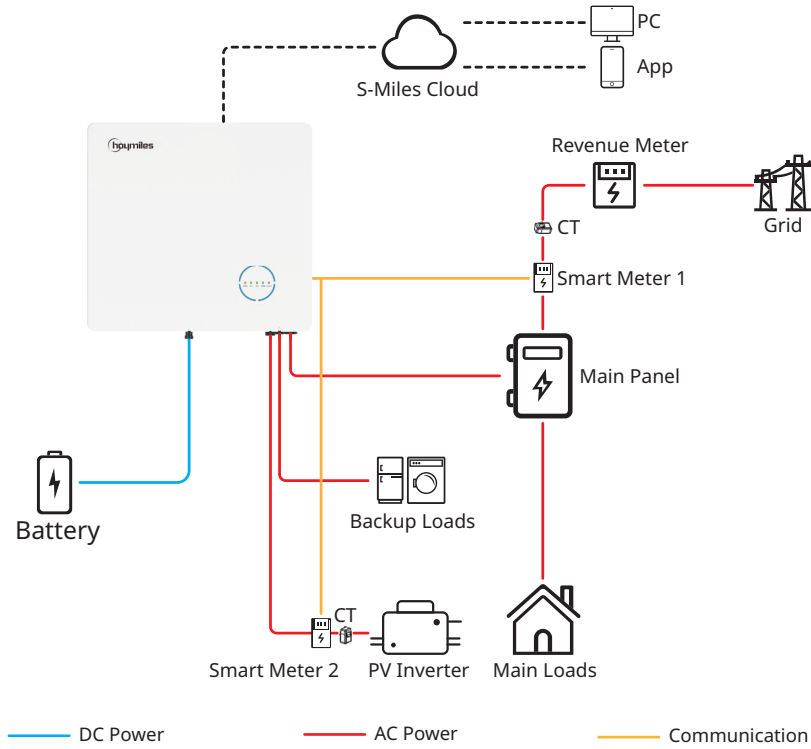 PC
App
S-Miles Cloud
hoymiles
Revenue Meter
Grid
CT
Smart Meter 1
Main Panel
Battery
Backup Loads
CT
Smart Meter 2
PV Inverter
Main Loads
DC Power
AC Power
Communication